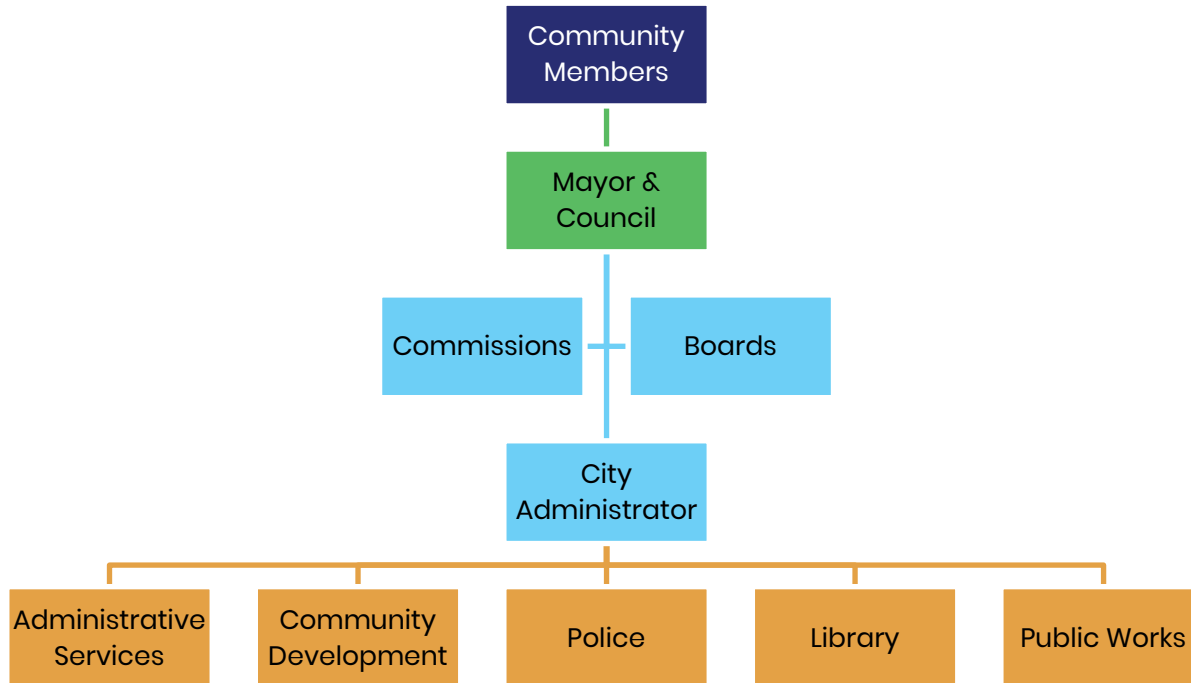 Community
Members
Mayor &
Council
Commissions
Boards
City
Administrator
Administrative
Services
Community
Development
Police
Library
Public Works